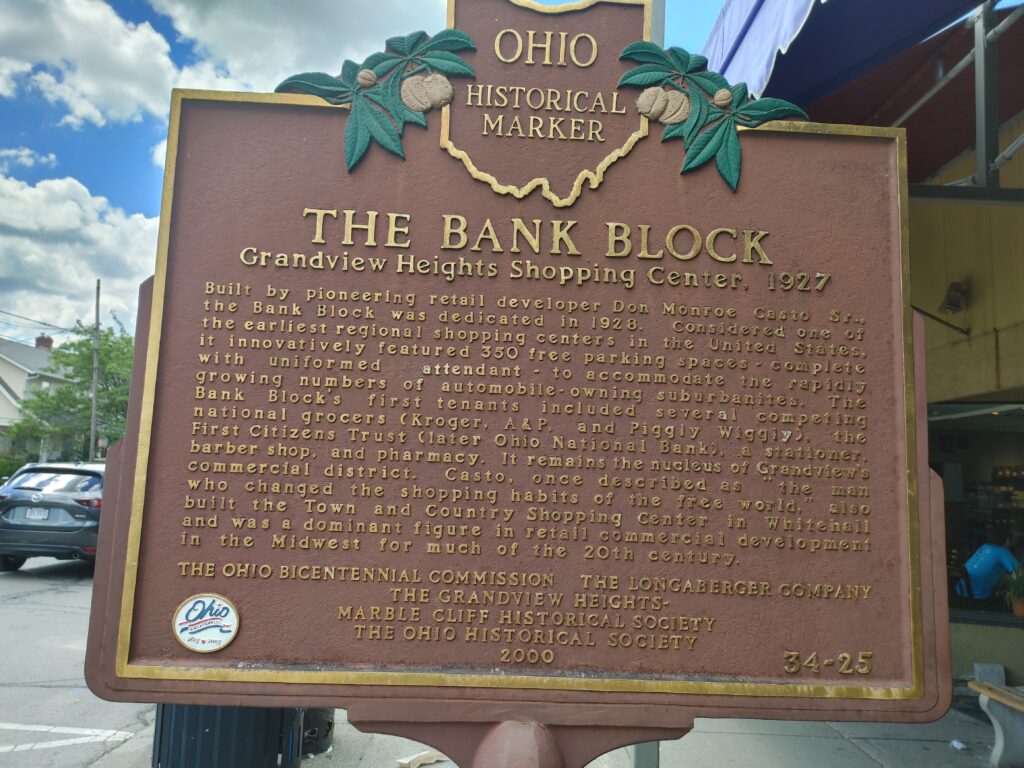 OHIO
HISTORICAL
MARKER
THE BANK BLOCK
Grandview Heights Shopping Center, 1927
Built by pioneering retail developer Don Monroe Casto Sr.,
the Bank Block was dedicated in 1928. Considered one of
the earliest regional shopping centers in the United States,
it innovatively featured 350 free parking spaces - complete
with uniformed attendant - to accommodate the rapidly
growing numbers of automobile-owning suburbanites. The
Bank Block's first tenants included several competing
national grocers (Kroger, A&P, and Piggly Wiggly), the
First Citizens Trust (later Ohio National Bank), a stationer,
barber shop, and pharmacy. It remains the nucleus of Grandview's
commercial district. Casto, once described as "the man
who changed the shopping habits of the free world," also
built the Town and Country Shopping Center in Whitehall
and was a dominant figure in retail commercial development
in the Midwest for much of the 20th century.
THE OHIO BICENTENNIAL COMMISSION THE LONGABERGER COMPANY
THE GRANDVIEW HEIGHTS-
MARBLE CLIFF HISTORICAL SOCIETY
THE OHIO HISTORICAL SOCIETY
2000
34-25
Ohio
BICENTENNIAL
1803 2003